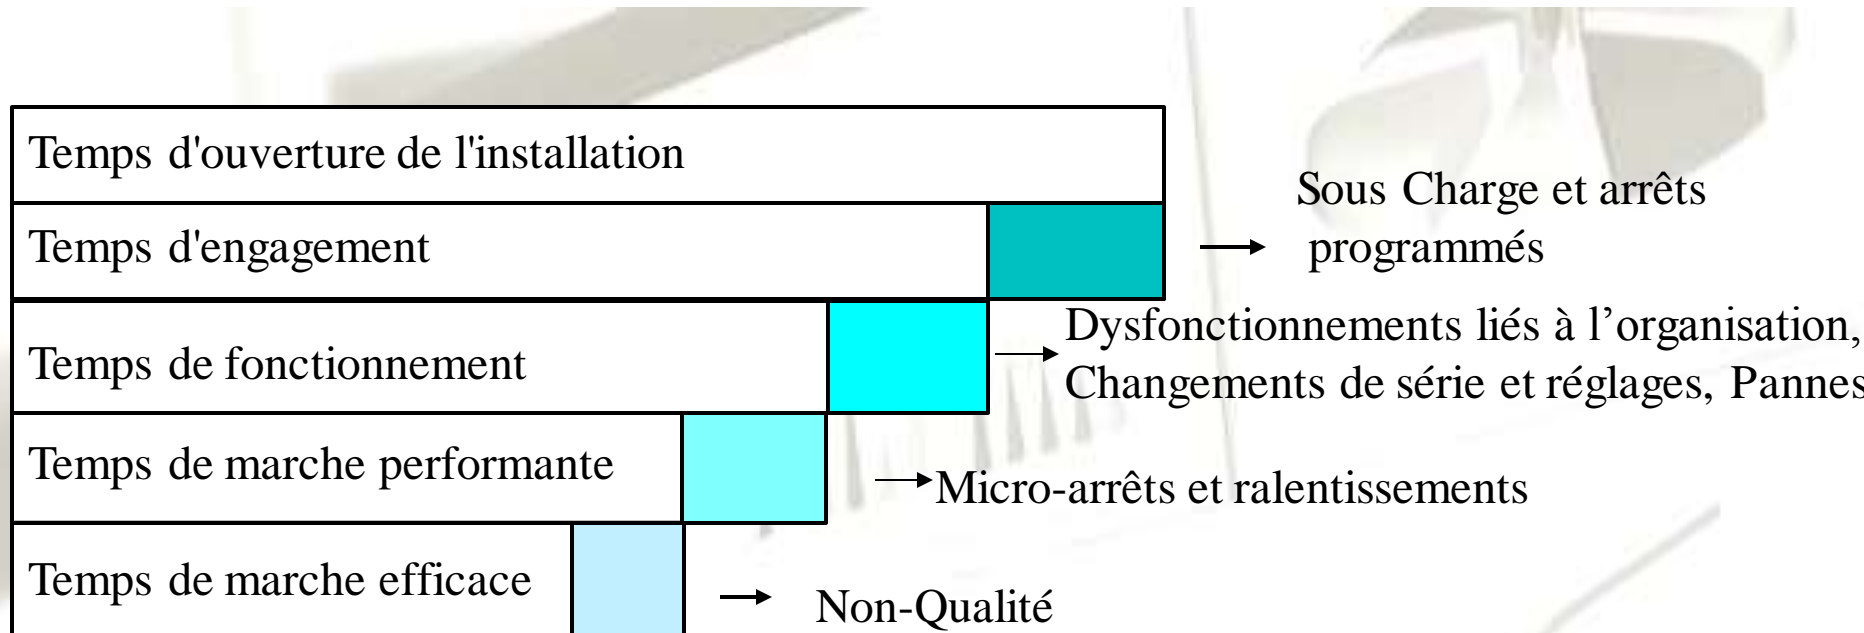 Temps d'ouverture de l'installation
Temps d'engagement
Sous Charge et arrêts
programmés
Temps de fonctionnement
Dysfonctionnements liés à l’organisation,
Changements de série et réglages, Pannes
Temps de marche performante
Micro-arrêts et ralentissements
Temps de marche efficace
Non-Qualité